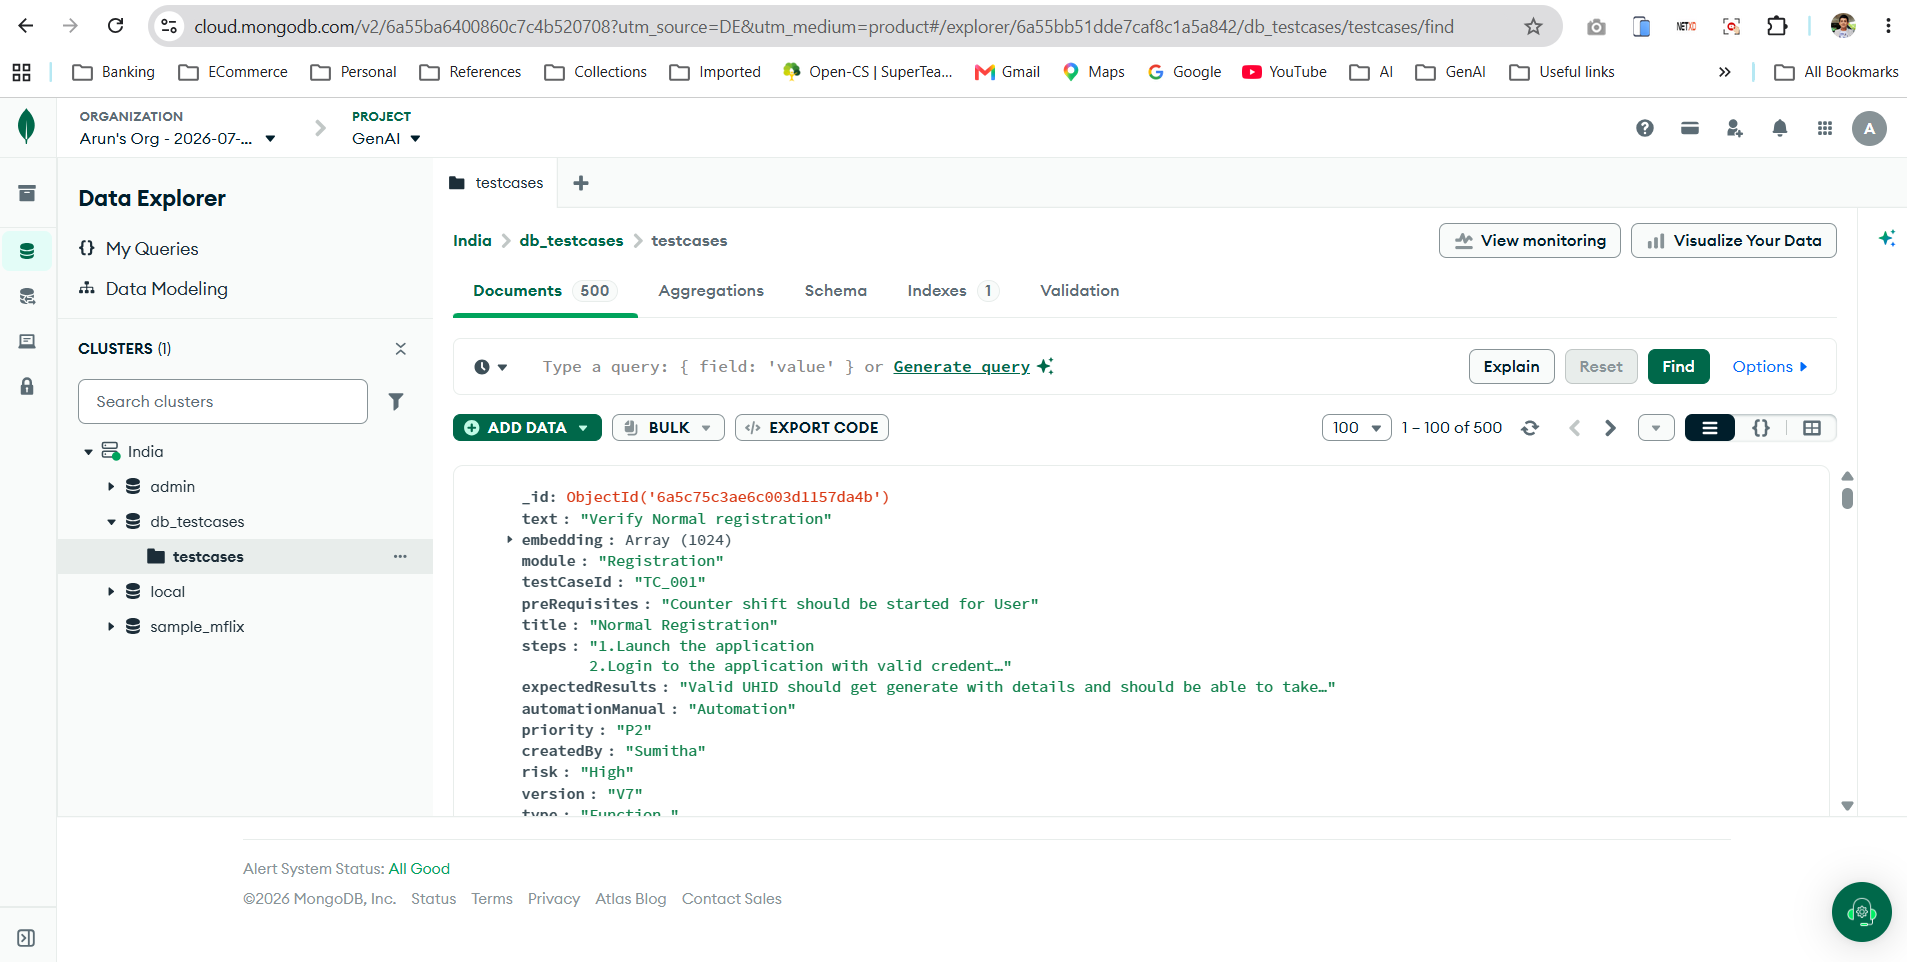 cloud.mongodb.com/v2/6a55ba6400860c7c4b520708?utm_source=DE&utm_medium=product#/explorer/6a55bb51dde7caf8c1a5a842/db_testcases/testcases/find
NETXD
Banking ECommerce Personal References Collections Imported Open-CS | SuperTea... Gmail Maps Google YouTube AI GenAI Useful links » All Bookmarks
ORGANIZATION
Arun's Org - 2026-07-...
PROJECT
GenAI
A
Data Explorer
{} My Queries
Data Modeling
CLUSTERS (1)
Search clusters
India
admin
db_testcases
testcases ...
local
sample_mflix
testcases +
India > db_testcases > testcases
View monitoring Visualize Your Data
Documents 500 Aggregations Schema Indexes 1 Validation
Type a query: { field: 'value' } or Generate query
Explain Reset Find Options
ADD DATA BULK </> EXPORT CODE
100 1 – 100 of 500 {}
_id: ObjectId('6a5c75c3ae6c003d1157da4b')
text : "Verify Normal registration"
embedding : Array (1024)
module : "Registration"
testCaseId : "TC_001"
preRequisites : "Counter shift should be started for User"
title : "Normal Registration"
steps : "1.Launch the application
2.Login to the application with valid credent…"
expectedResults : "Valid UHID should get generate with details and should be able to take…"
automationManual : "Automation"
priority : "P2"
createdBy : "Sumitha"
risk : "High"
version : "V7"
type : "Function "
Alert System Status: All Good
©2026 MongoDB, Inc. Status Terms Privacy Atlas Blog Contact Sales